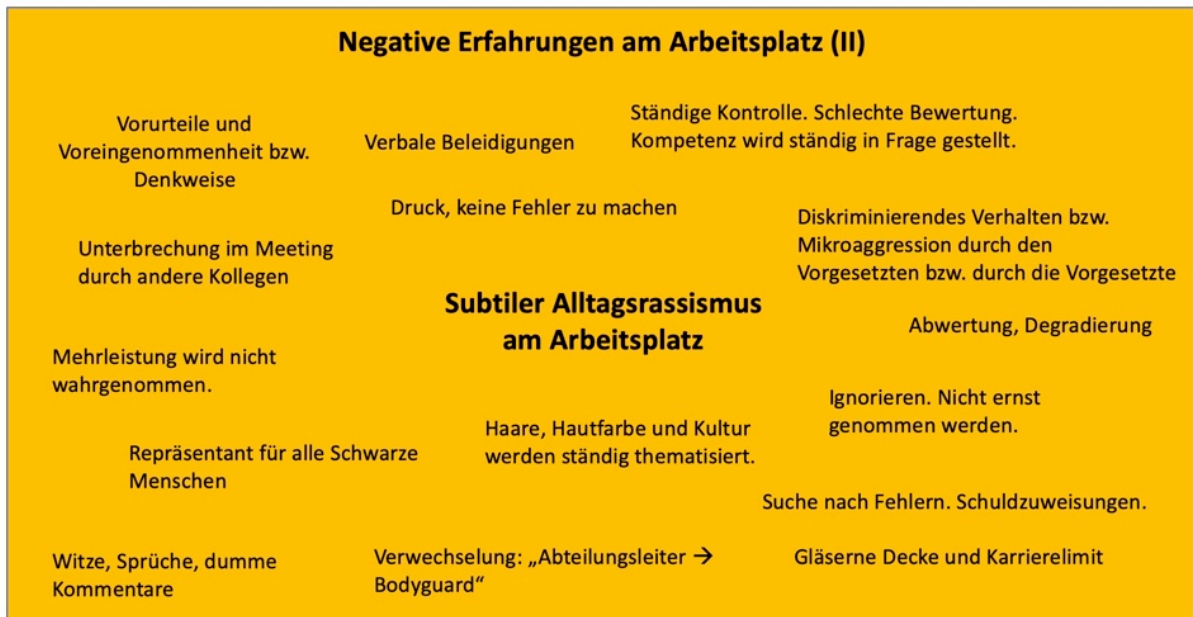 Negative Erfahrungen am Arbeitsplatz (II)
Vorurteile und
Voreingenommenheit bzw.
Denkweise
Verbale Beleidigungen
Ständige Kontrolle. Schlechte Bewertung.
Kompetenz wird ständig in Frage gestellt.
Druck, keine Fehler zu machen
Diskriminierendes Verhalten bzw.
Mikroaggression durch den
Vorgesetzten bzw. durch die Vorgesetzte
Unterbrechung im Meeting
durch andere Kollegen
Subtiler Alltagsrassismus
am Arbeitsplatz
Abwertung, Degradierung
Mehrleistung wird nicht
wahrgenommen.
Ignorieren. Nicht ernst
genommen werden.
Haare, Hautfarbe und Kultur
werden ständig thematisiert.
Repräsentant für alle Schwarze
Menschen
Suche nach Fehlern. Schuldzuweisungen.
Witze, Sprüche, dumme
Kommentare
Verwechselung: „Abteilungsleiter →
Bodyguard“
Gläserne Decke und Karrierelimit